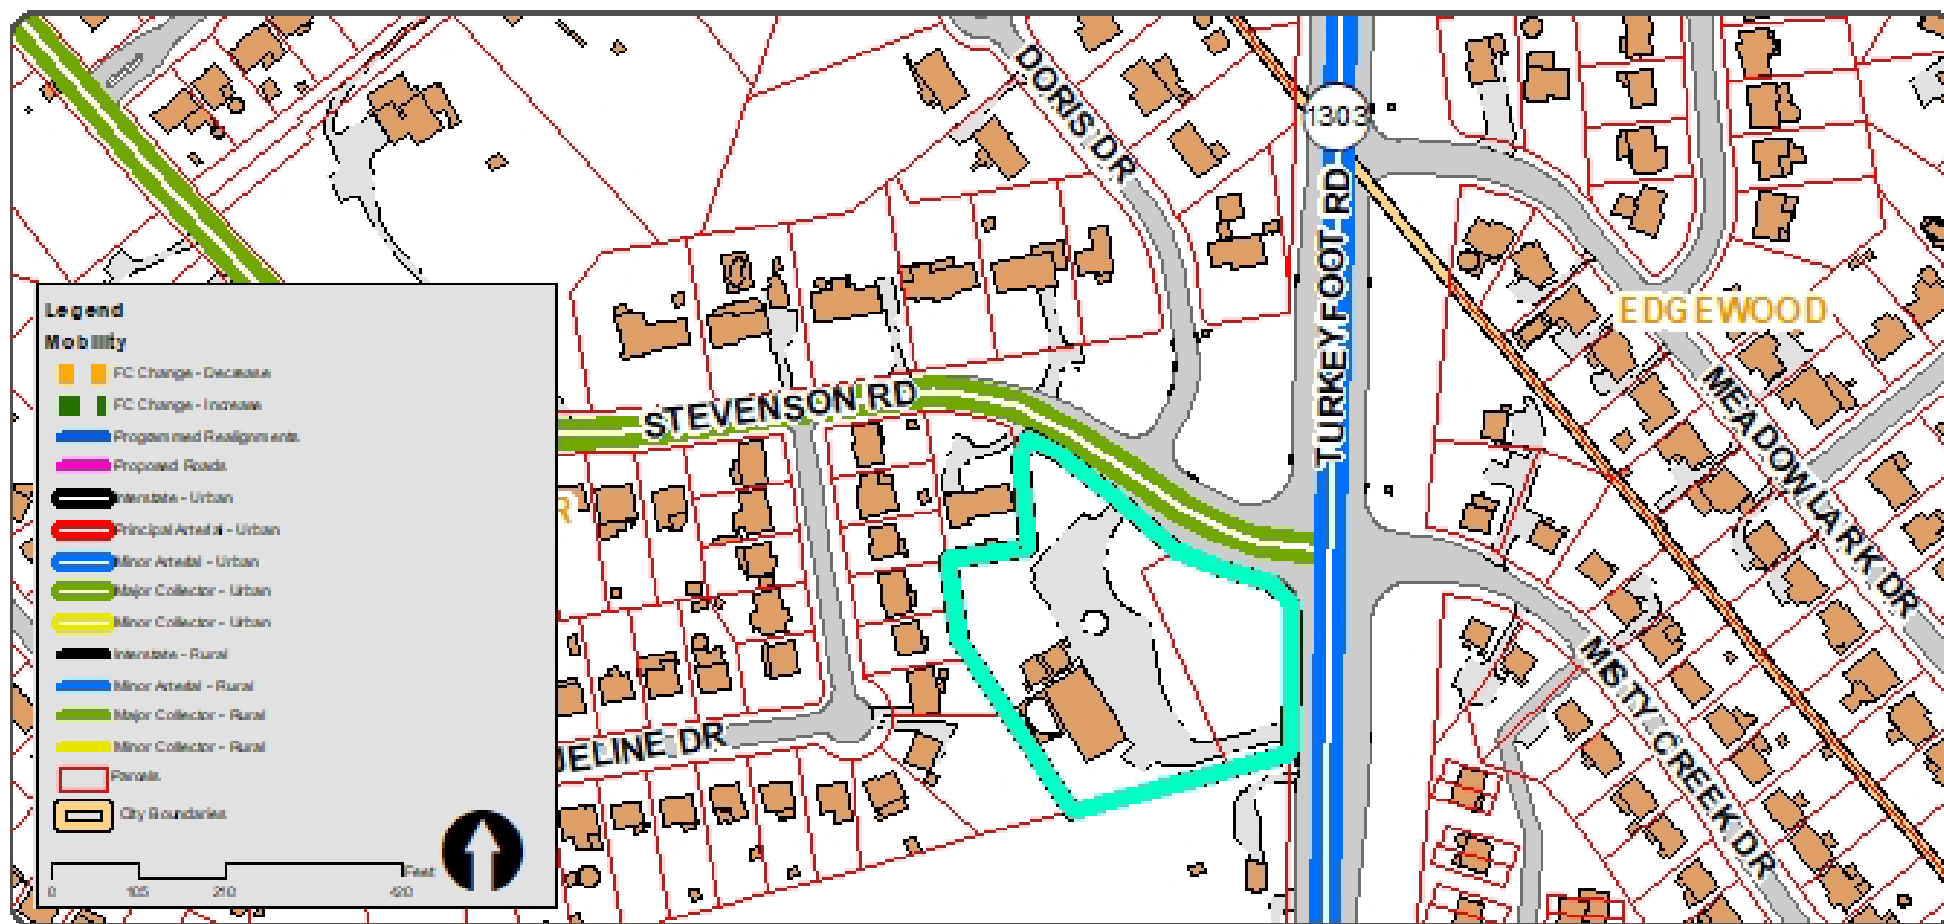 DORIS DR
1303
TURKEYFOOT RD
EDGEWOOD
STEVENSON RD
MEADOWLARK DR
MISTY CREEK DR
UELINE DR
R
Legend
Mobility
FC Change - Decrease
FC Change - Increase
Programmed Realignments
Proposed Roads
Interstate - Urban
Principal Arterial - Urban
Minor Arterial - Urban
Major Collector - Urban
Minor Collector - Urban
Interstate - Rural
Minor Arterial - Rural
Major Collector - Rural
Minor Collector - Rural
Parcels
City Boundaries
Feet
0 105 210 420